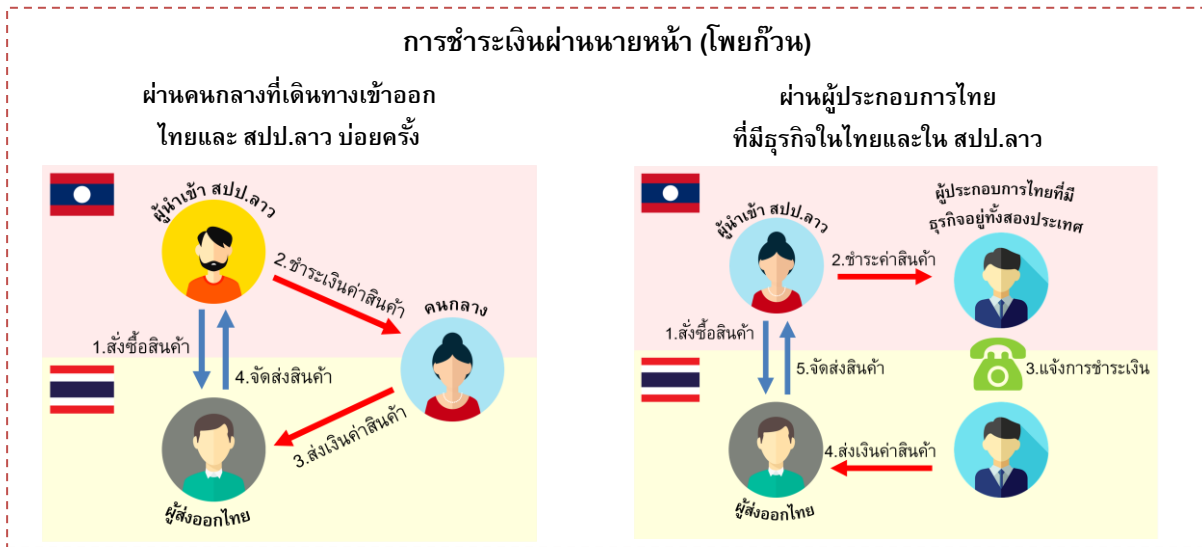 การชำระเงินผ่านนายหน้า (โพยก๊วน)
ผ่านคนกลางที่เดินทางเข้าออก
ไทยและ สปป.ลาว บ่อยครั้ง
ผู้นำเข้า สปป.ลาว
2.ชำระเงินค่าสินค้า
คนกลาง
1.สั่งซื้อสินค้า
4.จัดส่งสินค้า
3.ส่งเงินค่าสินค้า
ผู้ส่งออกไทย
ผ่านผู้ประกอบการไทย
ที่มีธุรกิจในไทยและใน สปป.ลาว
ผู้นำเข้า สปป.ลาว
ผู้ประกอบการไทยที่มี
ธุรกิจอยู่ทั้งสองประเทศ
2.ชำระค่าสินค้า
1.สั่งซื้อสินค้า
5.จัดส่งสินค้า
3.แจ้งการชำระเงิน
4.ส่งเงินค่าสินค้า
ผู้ส่งออกไทย